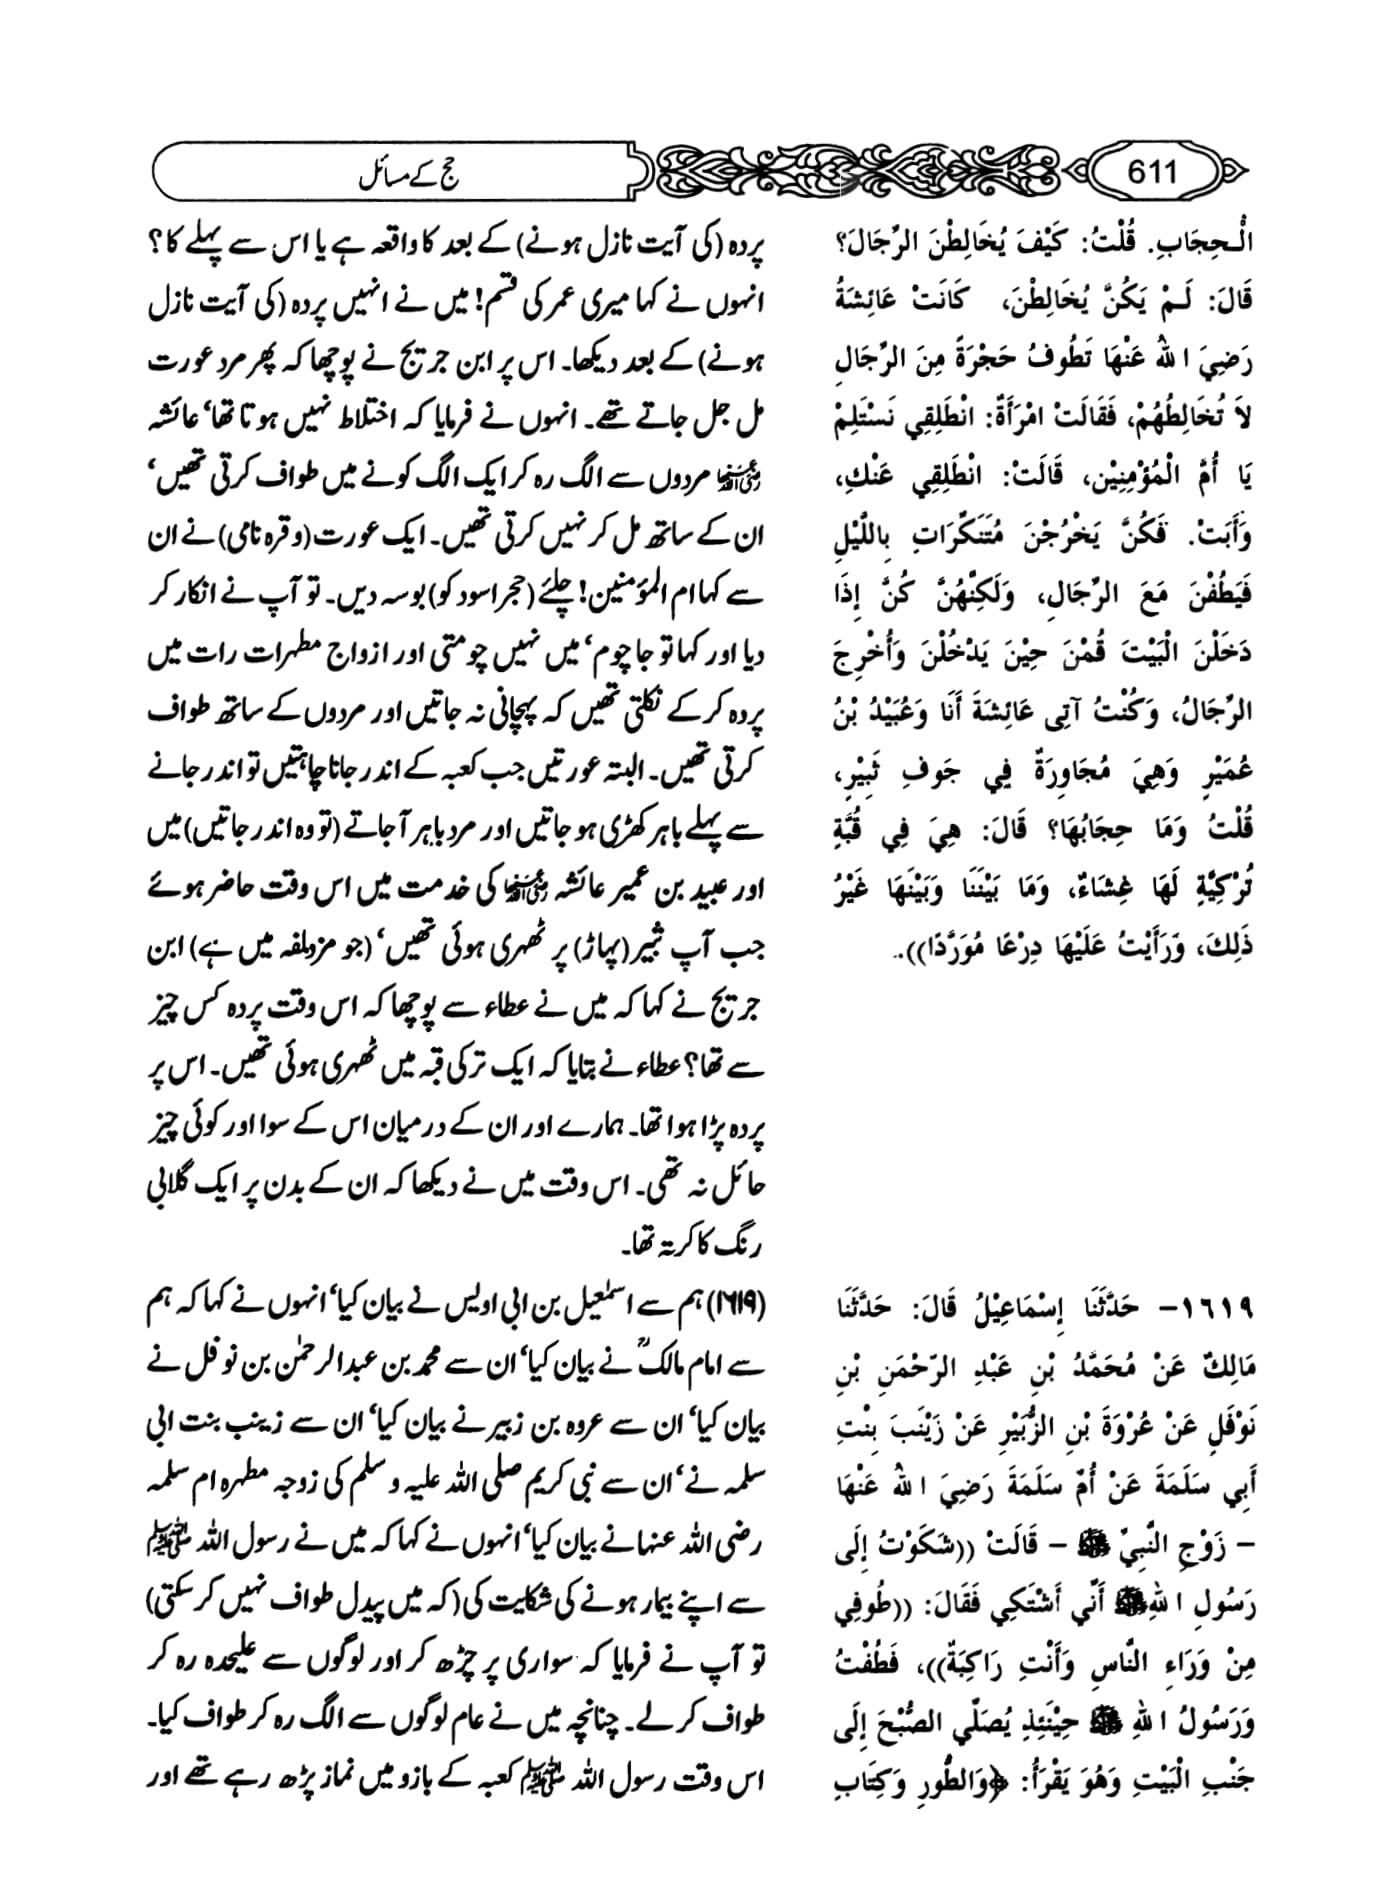 611
حج کے مسائل
الْـحِجَابِ. قُلْتُ: كَيْفَ يُخَالِطْنَ الرِّجَالَ؟
قَالَ: لَـمْ يَكُنَّ يُخَالِطْنَ، كَانَتْ عَائِشَةُ
رَضِيَ اللهُ عَنْهَا تَطُوفُ حَجْرَةً مِنَ الرِّجَالِ
لاَ تُخَالِطُهُمْ، فَقَالَتْ امْرَأَةٌ: انْطَلِقِي نَسْتَلِمْ
يَا أُمَّ الْمُؤْمِنِيْن، قَالَتْ: انْطَلِقِي عَنْكِ،
وَأَبَتْ. فَكُنَّ يَخْرُجْنَ مُتَنَكِّرَاتٍ بِاللَّيْلِ
فَيَطُفْنَ مَعَ الرِّجَالِ، وَلَكِنَّهُنَّ كُنَّ إِذَا
دَخَلْنَ الْبَيْتَ قُمْنَ حِيْنَ يَدْخُلْنَ وَأُخْرِجَ
الرِّجَالُ، وَكُنْتُ آتِي عَائِشَةَ أَنَا وَعُبَيْدُ بْنُ
عُمَيْرٍ وَهِيَ مُجَاوِرَةٌ فِي جَوفِ ثَبِيْرٍ،
قُلْتُ وَمَا حِجَابُهَا؟ قَالَ: هِيَ فِي قُبَّةٍ
تُرْكِيَّةٍ لَهَا غِشَاءٌ، وَمَا بَيْنَنَا وَبَيْنَهَا غَيْرُ
ذَلِكَ، وَرَأَيْتُ عَلَيْهَا دِرْعًا مُوَرَّدًا)).
١٦١٩- حَدَّثَنَا إِسْمَاعِيْلُ قَالَ: حَدَّثَنَا
مَالِكٌ عَنْ مُحَمَّدُ بْنِ عَبْدِ الرَّحْمَنِ بْنِ
نَوْفَلٍ عَنْ عُرْوَةَ بْنِ الزُّبَيْرِ عَنْ زَيْنَبَ بِنْتِ
أَبِي سَلَمَةَ عَنْ أُمِّ سَلَمَةَ رَضِيَ اللهُ عَنْهَا
- زَوْجِ النَّبِيِّ ﷺ - قَالَتْ ((شَكَوْتُ إِلَى
رَسُولِ اللهِ ﷺ أَنِّي أَشْتَكِي فَقَالَ: ((طُوفِي
مِنْ وَرَاءِ النَّاسِ وَأَنْتِ رَاكِبَةٌ))، فَطُفْتُ
وَرَسُولُ اللهِ ﷺ حِيْنَئِذٍ يُصَلِّي الصُّبْحَ إِلَى
جَنْبِ الْبَيْتِ وَهُوَ يَقْرَأُ: ﴿وَالطُّورِ وَكِتَابٍ
پردہ (کی آیت نازل ہونے) کے بعد کا واقعہ ہے یا اس سے پہلے کا؟
انہوں نے کہا میری عمر کی قسم! میں نے انہیں پردہ (کی آیت نازل
ہونے) کے بعد دیکھا۔ اس پر ابن جریج نے پوچھا کہ پھر مرد عورت
مل جل جاتے تھے۔ انہوں نے فرمایا کہ اختلاط نہیں ہوتا تھا‘ عائشہ
رضی اللہ عنہا مردوں سے الگ رہ کر ایک الگ کونے میں طواف کرتی تھیں‘
ان کے ساتھ مل کر نہیں کرتی تھیں۔ ایک عورت (وقرہ نامی) نے ان
سے کہا ام المؤمنین! چلئے (حجر اسود کو) بوسہ دیں۔ تو آپ نے انکار کر
دیا اور کہا تو جا چوم‘ میں نہیں چومتی اور ازواج مطہرات رات میں
پردہ کر کے نکلتی تھیں کہ پہچانی نہ جاتیں اور مردوں کے ساتھ طواف
کرتی تھیں۔ البتہ عورتیں جب کعبہ کے اندر جانا چاہتیں تو اندر جانے
سے پہلے باہر کھڑی ہو جاتیں اور مرد باہر آ جاتے (تو وہ اندر جاتیں) میں
اور عبید بن عمیر عائشہ رضی اللہ عنہا کی خدمت میں اس وقت حاضر ہوئے
جب آپ ثبیر (پہاڑ) پر ٹھہری ہوئی تھیں‘ (جو مزدلفہ میں ہے) ابن
جریج نے کہا کہ میں نے عطاء سے پوچھا کہ اس وقت پردہ کس چیز
سے تھا؟ عطاء نے بتایا کہ ایک ترکی قبہ میں ٹھہری ہوئی تھیں۔ اس پر
پردہ پڑا ہوا تھا۔ ہمارے اور ان کے درمیان اس کے سوا اور کوئی چیز
حائل نہ تھی۔ اس وقت میں نے دیکھا کہ ان کے بدن پر ایک گلابی
رنگ کا کرتہ تھا۔
(۱۶۱۹) ہم سے اسمٰعیل بن ابی اویس نے بیان کیا‘ انہوں نے کہا کہ ہم
سے امام مالکؒ نے بیان کیا‘ ان سے محمد بن عبدالرحمٰن بن نوفل نے
بیان کیا‘ ان سے عروہ بن زبیر نے بیان کیا‘ ان سے زینب بنت ابی
سلمہ نے‘ ان سے نبی کریم صلی اللہ علیہ و سلم کی زوجہ مطہرہ ام سلمہ
رضی اللہ عنہا نے بیان کیا‘ انہوں نے کہا کہ میں نے رسول اللہ ﷺ
سے اپنے بیمار ہونے کی شکایت کی (کہ میں پیدل طواف نہیں کر سکتی)
تو آپ نے فرمایا کہ سواری پر چڑھ کر اور لوگوں سے علیحدہ رہ کر
طواف کر لے۔ چنانچہ میں نے عام لوگوں سے الگ رہ کر طواف کیا۔
اس وقت رسول اللہ ﷺ کعبہ کے بازو میں نماز پڑھ رہے تھے اور